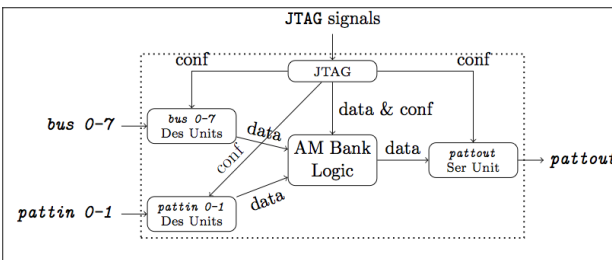 JTAG signals
conf
JTAG
conf
data & conf
bus 0-7
bus 0-7
Des Units
data
conf
AM Bank
Logic
data
pattout
Ser Unit
pattout
pattin 0-1
pattin 0-1
Des Units
data